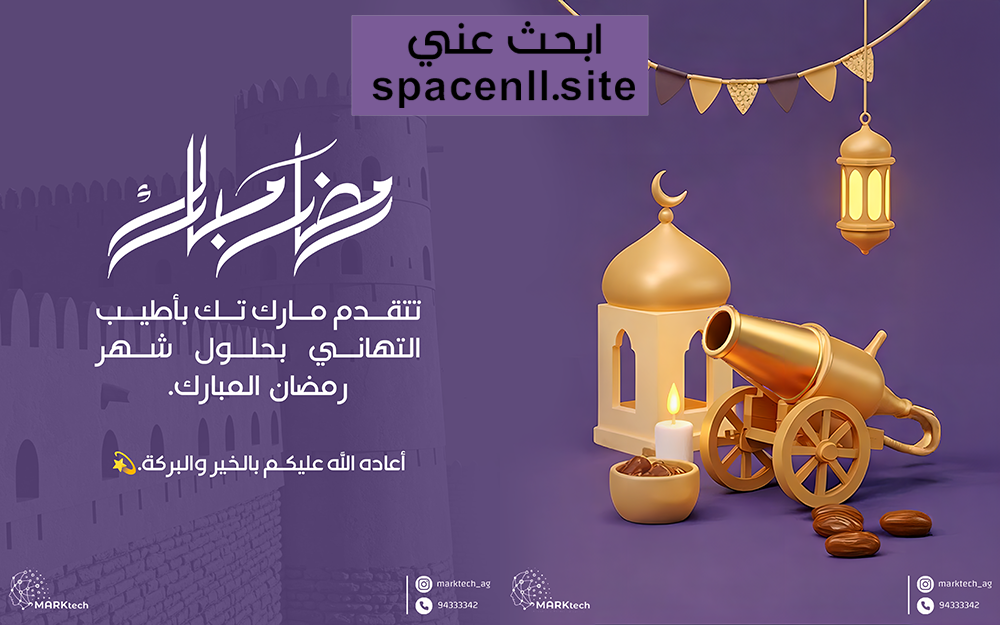 ابحث عني
spacenll.site
رمضان مبارك
تتقدم مارك تك بأطيب
التهاني بحلول شهر
رمضان المبارك.
أعاده الله عليكم بالخير والبركة.💫
MARKtech
marktech_ag
94333342
MARKtech
marktech_ag
94333342